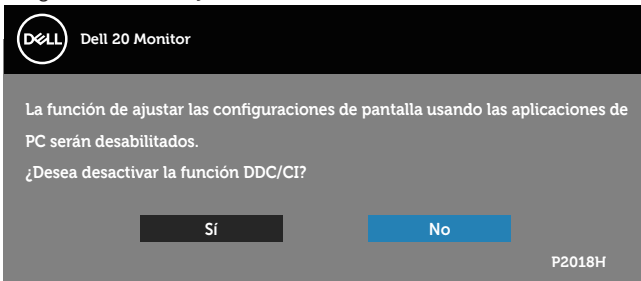 DELL
Dell 20 Monitor
La función de ajustar las configuraciones de pantalla usando las aplicaciones de
PC serán desabilitados.
¿Desea desactivar la función DDC/CI?
Sí
No
P2018H